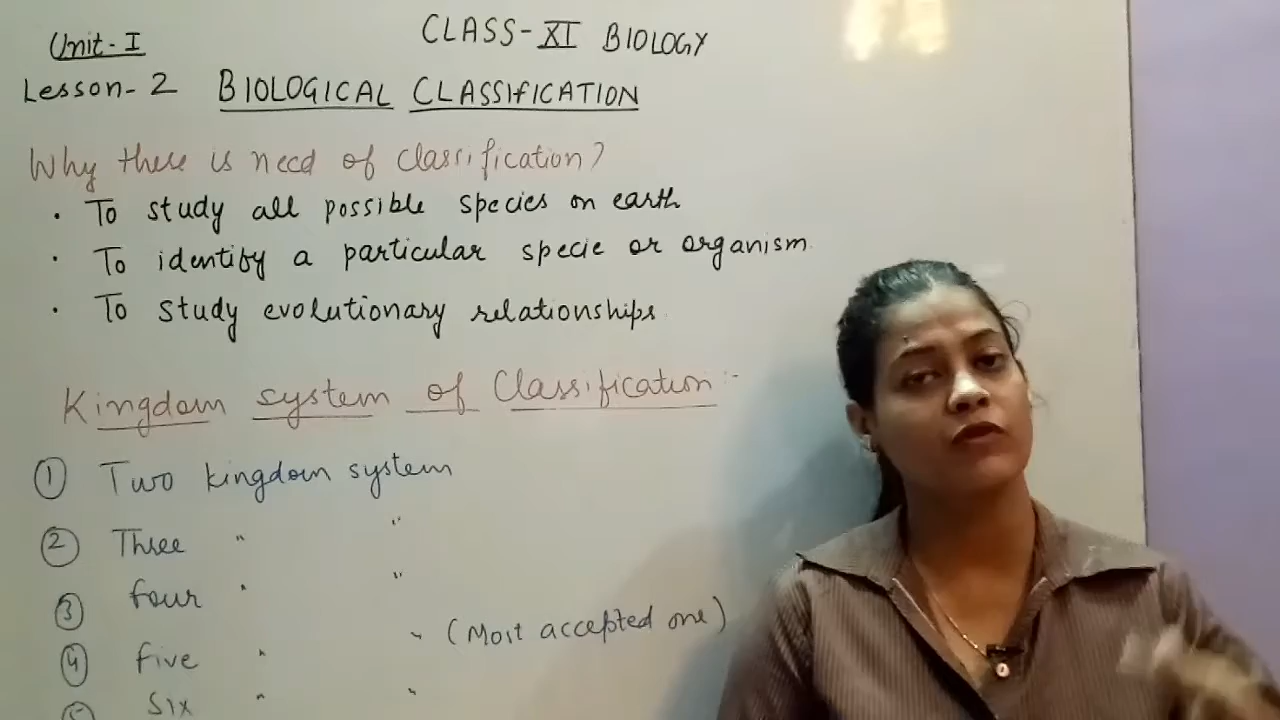 Unit-I
CLASS-XI BIOLOGY
Lesson-2 BIOLOGICAL CLASSIFICATION
Why there is need of classification?
· To study all possible species on earth
· To identify a particular specie or organism
· To study evolutionary relationships.
Kingdom system of Classification:-
① Two kingdom system
② Three " "
③ four " "
④ five " " (Most accepted one)
⑤ Six " "